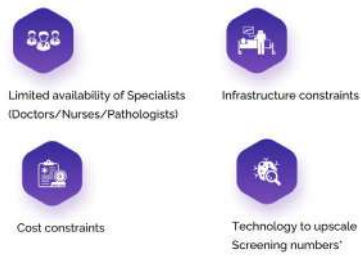 Limited availability of Specialists
(Doctors/Nurses/Pathologists)
Infrastructure constraints
Cost constraints
Technology to upscale
Screening numbers*